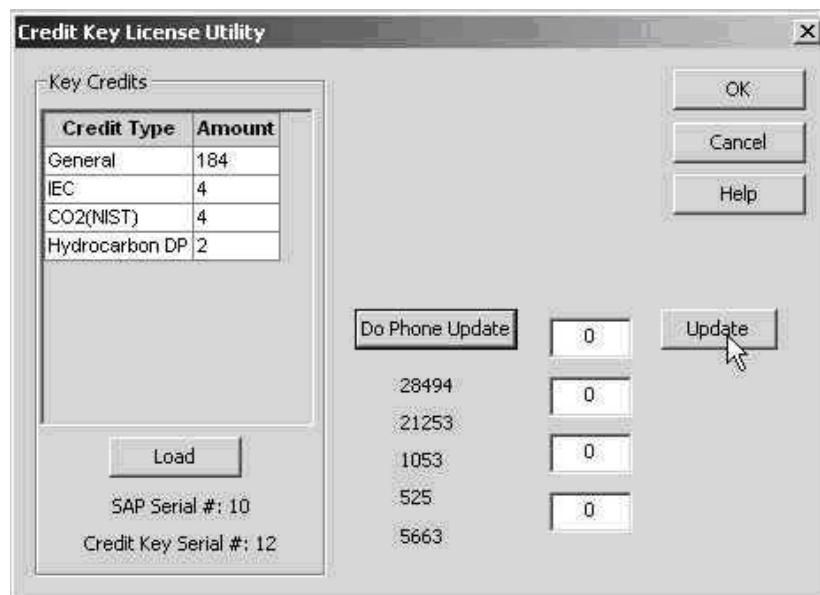 Credit Key License Utility
Key Credits
Credit Type Amount
General 184
IEC 4
CO2(NIST) 4
Hydrocarbon DP 2
Load
SAP Serial #: 10
Credit Key Serial #: 12
OK
Cancel
Help
Do Phone Update 0 Update
28494 0
21253
1053 0
525 0
5663